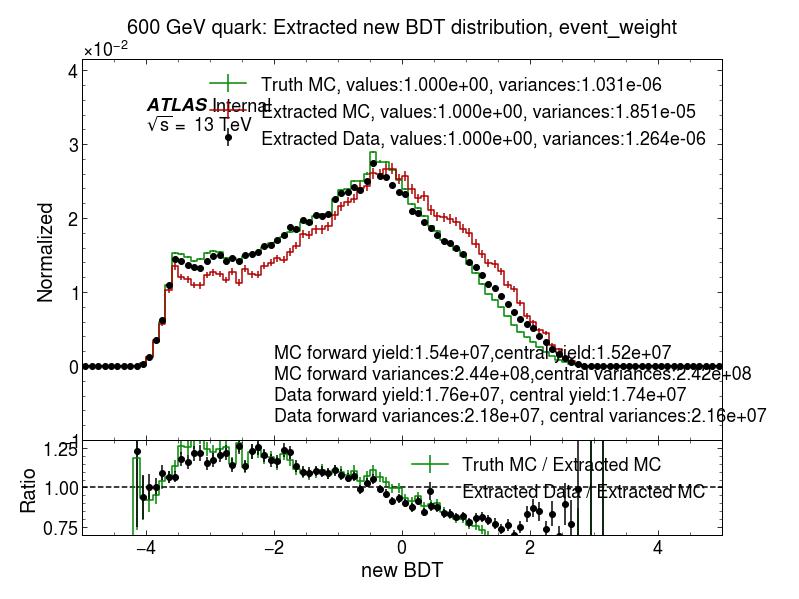 600 GeV quark: Extracted new BDT distribution, event_weight
×10⁻²
Truth MC, values:1.000e+00, variances:1.031e-06
ATLAS Internal
Extracted MC, values:1.000e+00, variances:1.851e-05
√s = 13 TeV
Extracted Data, values:1.000e+00, variances:1.264e-06
4
3
2
1
0
−1
Normalized
MC forward yield:1.54e+07,central yield:1.52e+07
MC forward variances:2.44e+08,central variances:2.42e+08
Data forward yield:1.76e+07, central yield:1.74e+07
Data forward variances:2.18e+07, central variances:2.16e+07
1.25
1.00
0.75
Ratio
Truth MC / Extracted MC
Extracted Data / Extracted MC
−4 −2 0 2 4
new BDT